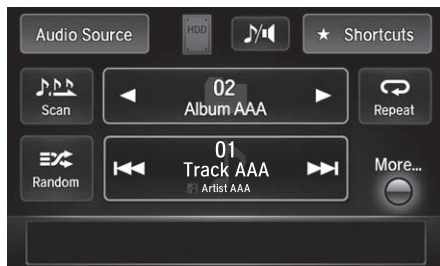 Audio Source
HDD
★ Shortcuts
Scan
02
Album AAA
Repeat
Random
01
Track AAA
Artist AAA
More...